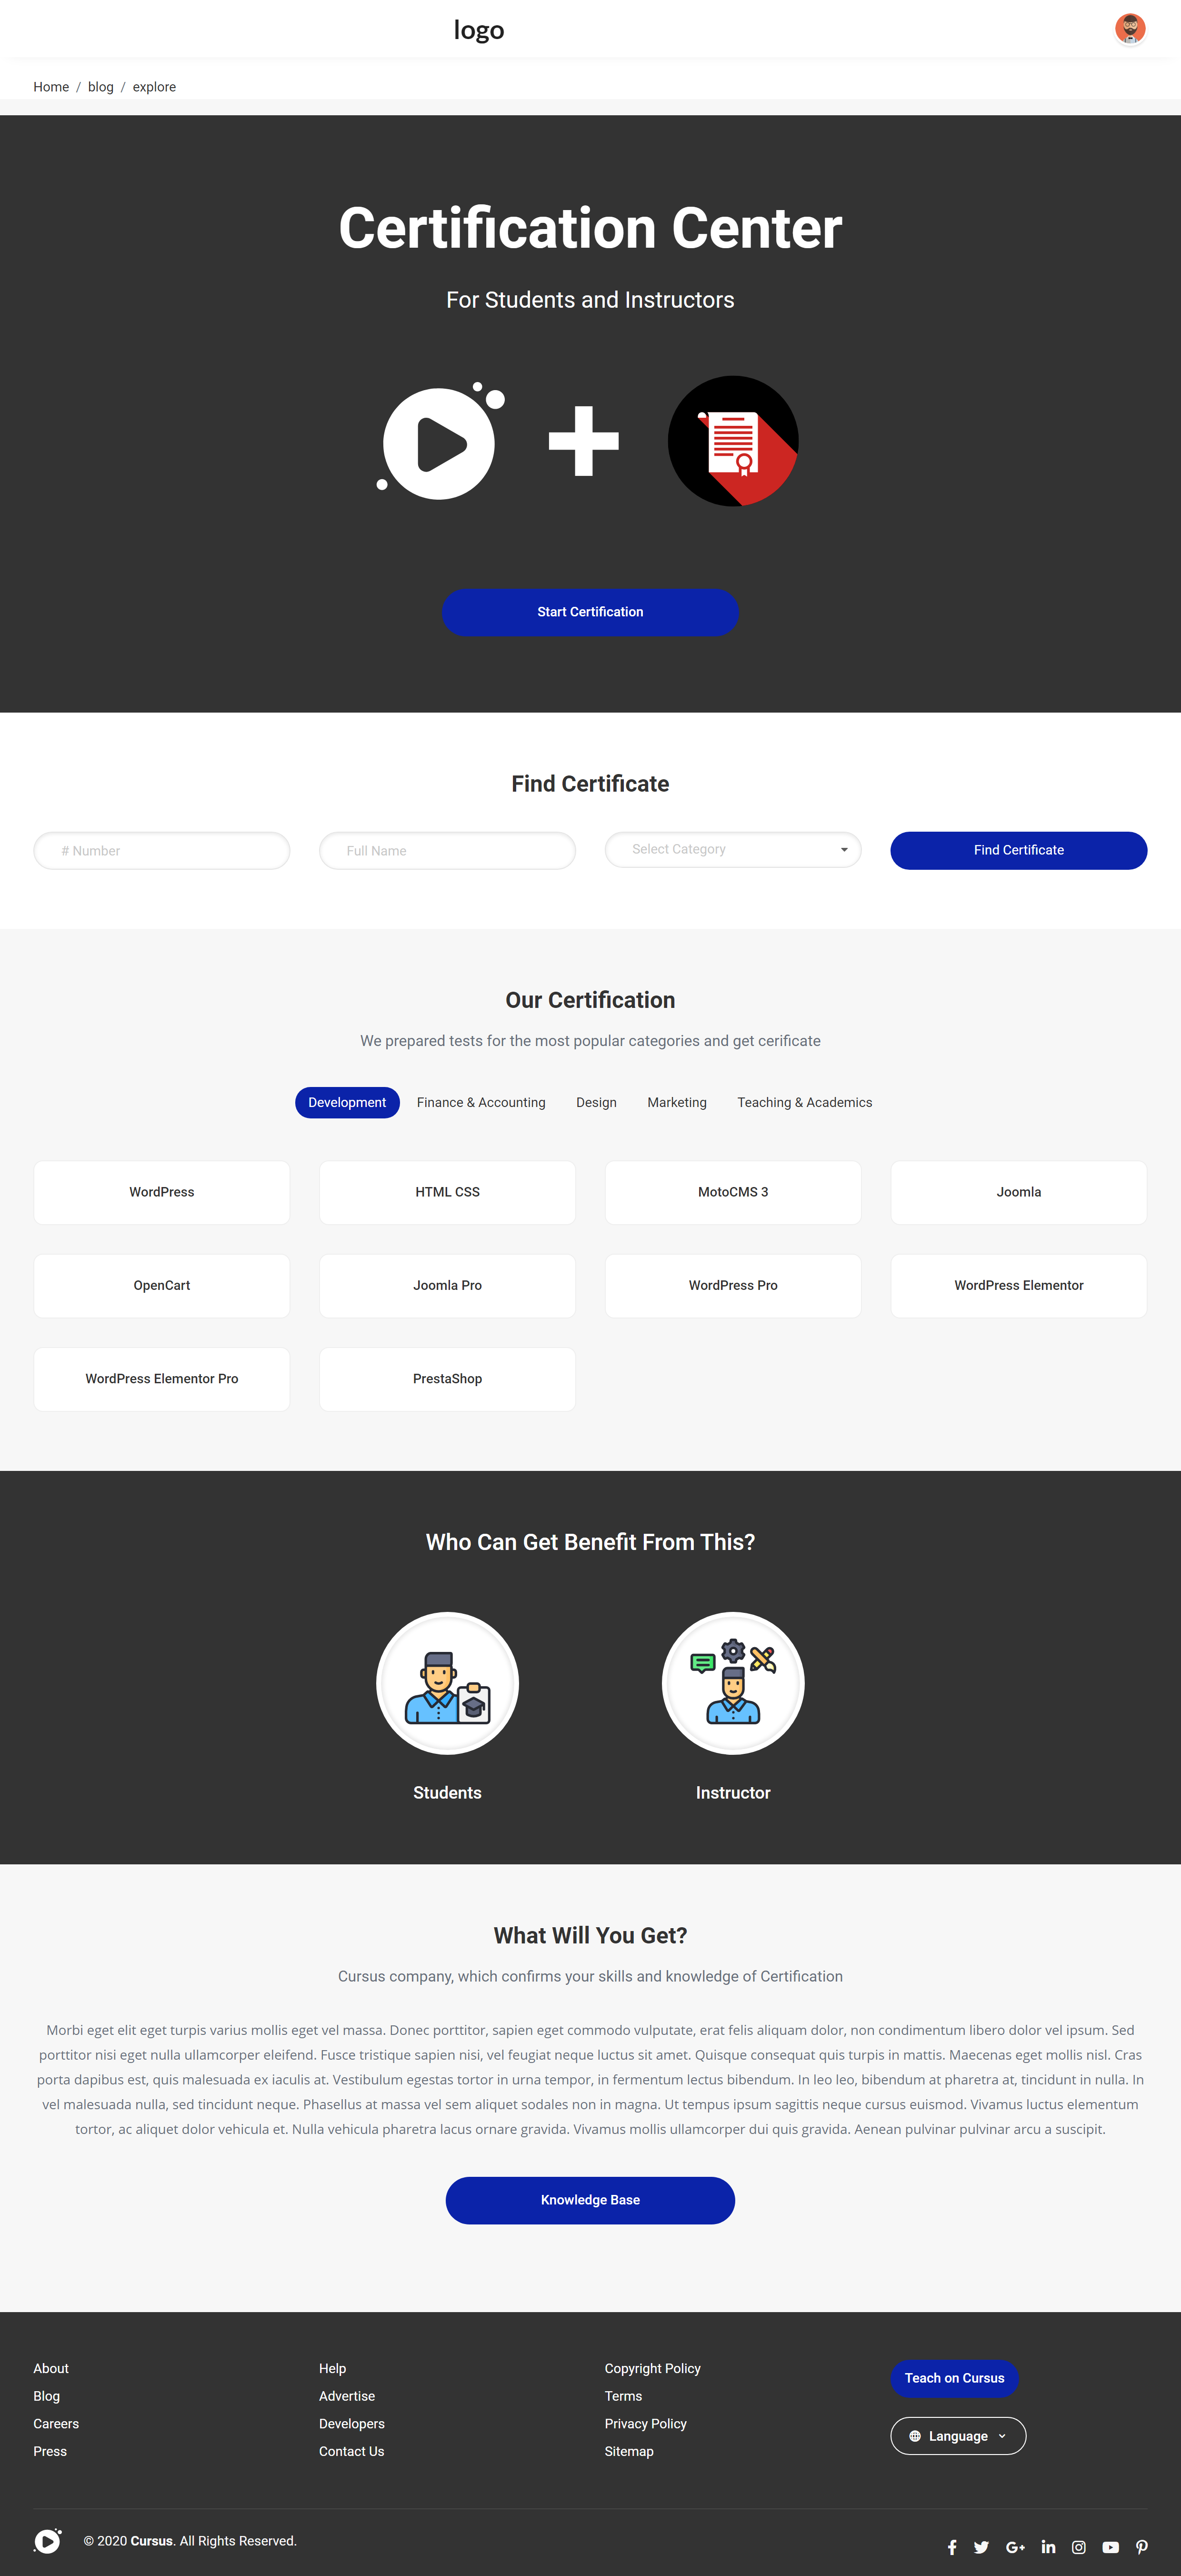 logo
Home / blog / explore
Certification Center
For Students and Instructors
Start Certification
Find Certificate
# Number
Full Name
Select Category
Find Certificate
Our Certification
We prepared tests for the most popular categories and get cerificate
Development
Finance & Accounting
Design
Marketing
Teaching & Academics
WordPress
HTML CSS
MotoCMS 3
Joomla
OpenCart
Joomla Pro
WordPress Pro
WordPress Elementor
WordPress Elementor Pro
PrestaShop
Who Can Get Benefit From This?
Students
Instructor
What Will You Get?
Cursus company, which confirms your skills and knowledge of Certification
Morbi eget elit eget turpis varius mollis eget vel massa. Donec porttitor, sapien eget commodo vulputate, erat felis aliquam dolor, non condimentum libero dolor vel ipsum. Sed
porttitor nisi eget nulla ullamcorper eleifend. Fusce tristique sapien nisi, vel feugiat neque luctus sit amet. Quisque consequat quis turpis in mattis. Maecenas eget mollis nisl. Cras
porta dapibus est, quis malesuada ex iaculis at. Vestibulum egestas tortor in urna tempor, in fermentum lectus bibendum. In leo leo, bibendum at pharetra at, tincidunt in nulla. In
vel malesuada nulla, sed tincidunt neque. Phasellus at massa vel sem aliquet sodales non in magna. Ut tempus ipsum sagittis neque cursus euismod. Vivamus luctus elementum
tortor, ac aliquet dolor vehicula et. Nulla vehicula pharetra lacus ornare gravida. Vivamus mollis ullamcorper dui quis gravida. Aenean pulvinar pulvinar arcu a suscipit.
Knowledge Base
About
Blog
Careers
Press
Help
Advertise
Developers
Contact Us
Copyright Policy
Terms
Privacy Policy
Sitemap
Teach on Cursus
Language
© 2020 Cursus. All Rights Reserved.